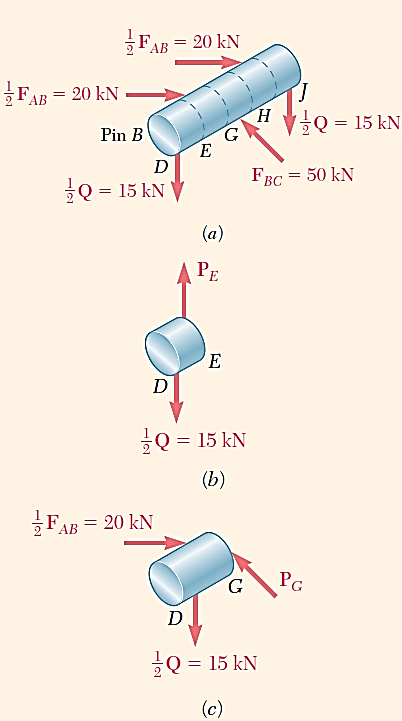 ½F_AB = 20 kN
½F_AB = 20 kN
J
Pin B
H
½Q = 15 kN
G
E
D
F_BC = 50 kN
½Q = 15 kN
(a)
P_E
E
D
½Q = 15 kN
(b)
½F_AB = 20 kN
G
P_G
D
½Q = 15 kN
(c)